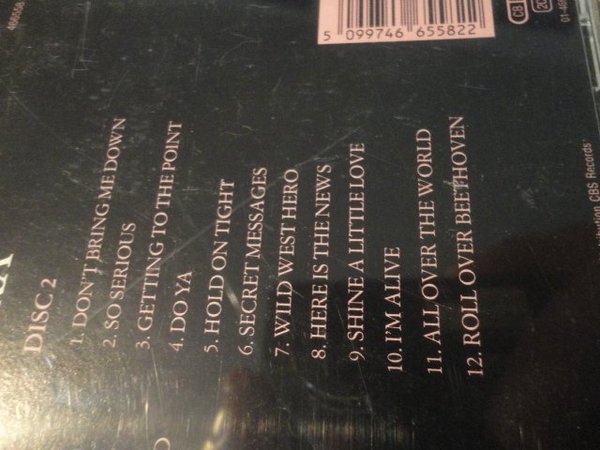 DISC 2
1. DON'T BRING ME DOWN
2. SO SERIOUS
3. GETTING TO THE POINT
4. DO YA
5. HOLD ON TIGHT
6. SECRET MESSAGES
7. WILD WEST HERO
8. HERE IS THE NEWS
9. SHINE A LITTLE LOVE
10. I'M ALIVE
11. ALL OVER THE WORLD
12. ROLL OVER BEETHOVEN
5 099746 655822
CB
CBS Records